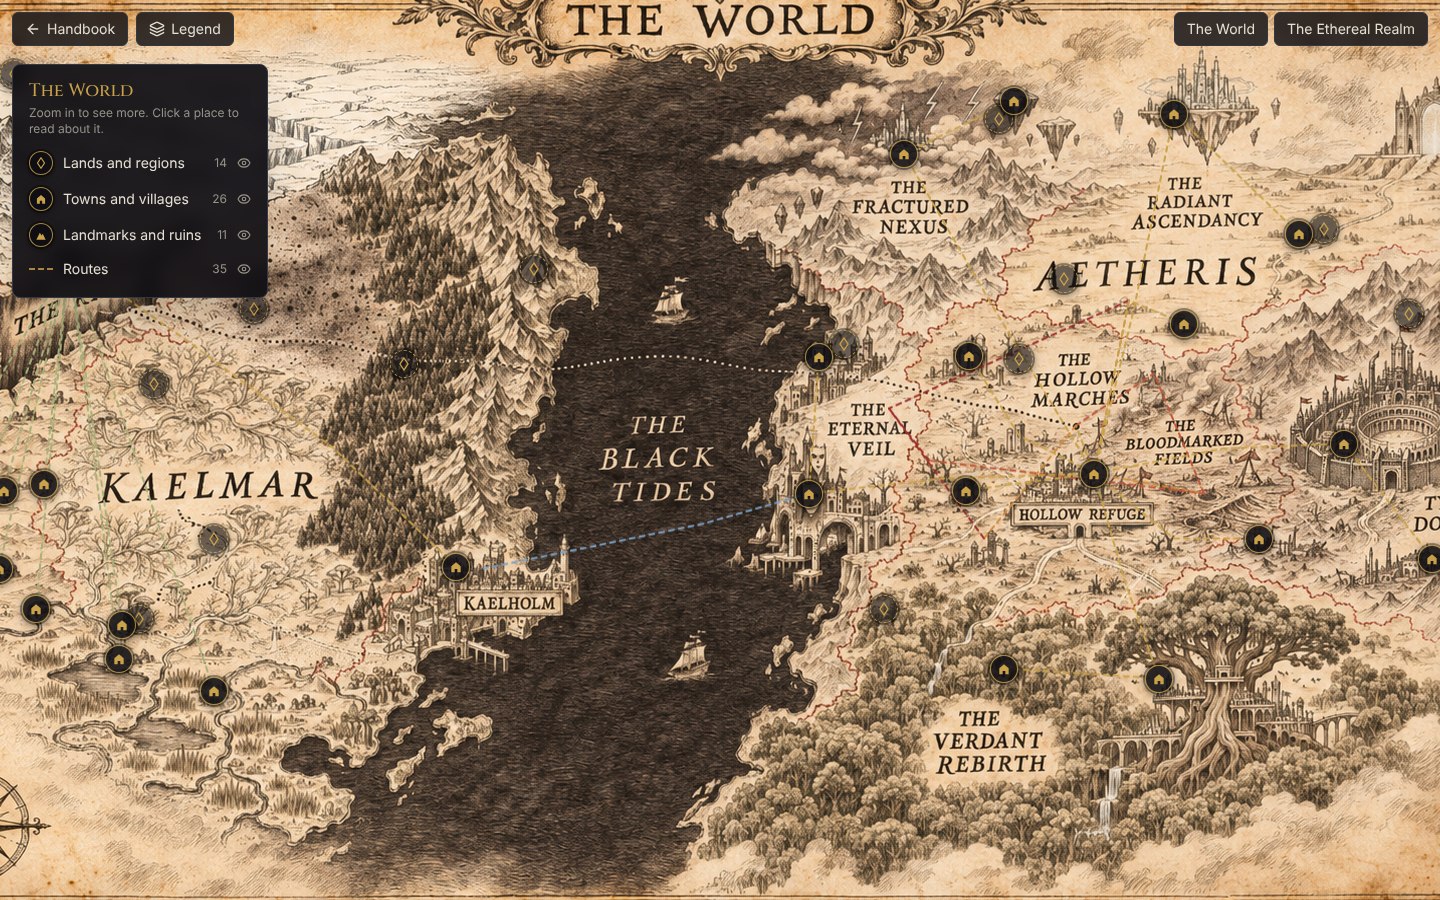 THE WORLD
Handbook
Legend
The World
The Ethereal Realm
The World
Zoom in to see more. Click a place to
read about it.
Lands and regions 14
Towns and villages 26
Landmarks and ruins 11
Routes 35
THE
KAELMAR
KAELHOLM
THE
BLACK
TIDES
THE
FRACTURED
NEXUS
THE
RADIANT
ASCENDANCY
AETHERIS
THE
HOLLOW
MARCHES
THE
ETERNAL
VEIL
THE
BLOODMARKED
FIELDS
HOLLOW REFUGE
THE
VERDANT
REBIRTH